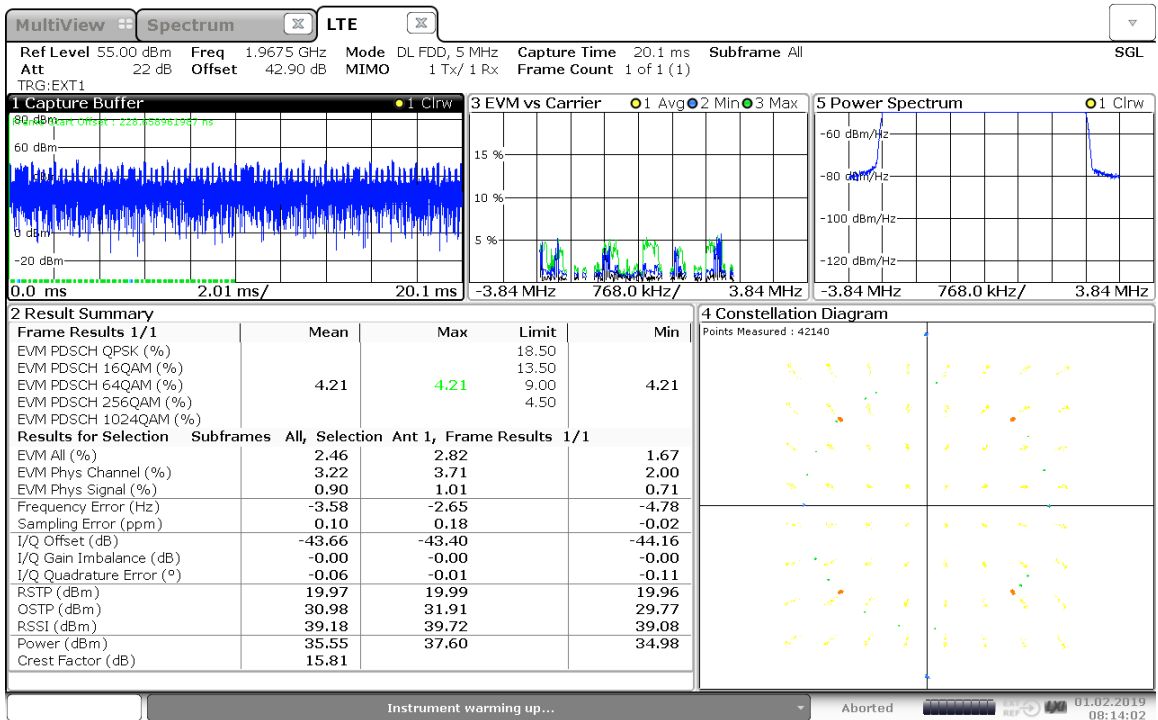 MultiView Spectrum LTE
Ref Level 55.00 dBm Freq 1.9675 GHz Mode DL FDD, 5 MHz Capture Time 20.1 ms Subframe All SGL
Att 22 dB Offset 42.90 dB MIMO 1 Tx/ 1 Rx Frame Count 1 of 1 (1)
TRG:EXT1
1 Capture Buffer 1 Clrw
80 dBm
60 dBm
0 dBm
-20 dBm
0.0 ms 2.01 ms/ 20.1 ms
3 EVM vs Carrier 1 Avg 2 Min 3 Max
15 %
10 %
5 %
-3.84 MHz 768.0 kHz/ 3.84 MHz
5 Power Spectrum 1 Clrw
-60 dBm/Hz
-80 dBm/Hz
-100 dBm/Hz
-120 dBm/Hz
-3.84 MHz 768.0 kHz/ 3.84 MHz
2 Result Summary
Frame Results 1/1 Mean Max Limit Min
EVM PDSCH QPSK (%) 18.50
EVM PDSCH 16QAM (%) 13.50
EVM PDSCH 64QAM (%) 4.21 4.21 9.00 4.21
EVM PDSCH 256QAM (%) 4.50
EVM PDSCH 1024QAM (%)
Results for Selection Subframes All, Selection Ant 1, Frame Results 1/1
EVM All (%) 2.46 2.82 1.67
EVM Phys Channel (%) 3.22 3.71 2.00
EVM Phys Signal (%) 0.90 1.01 0.71
Frequency Error (Hz) -3.58 -2.65 -4.78
Sampling Error (ppm) 0.10 0.18 -0.02
I/Q Offset (dB) -43.66 -43.40 -44.16
I/Q Gain Imbalance (dB) -0.00 -0.00 -0.00
I/Q Quadrature Error (º) -0.06 -0.01 -0.11
RSTP (dBm) 19.97 19.99 19.96
OSTP (dBm) 30.98 31.91 29.77
RSSI (dBm) 39.18 39.72 39.08
Power (dBm) 35.55 37.60 34.98
Crest Factor (dB) 15.81
4 Constellation Diagram
Points Measured : 42140
Instrument warming up...
Aborted
EXT REF LXI
01.02.2019
08:14:02